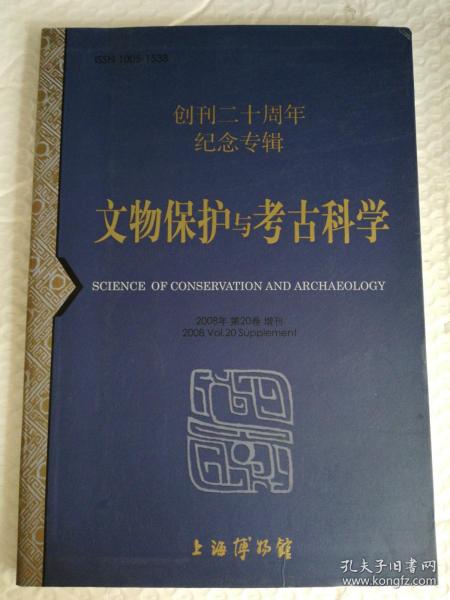 ISSN 1005-1538
创刊二十周年
纪念专辑
文物保护与考古科学
SCIENCE OF CONSERVATION AND ARCHAEOLOGY
2008年 第20卷 增刊
2008 Vol.20 Supplement
上海博物館
孔夫子旧书网
www.kongfz.com